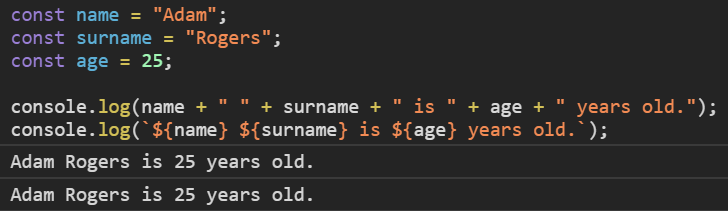 const name = "Adam";
const surname = "Rogers";
const age = 25;
console.log(name + " " + surname + " is " + age + " years old.");
console.log(`${name} ${surname} is ${age} years old.`);
Adam Rogers is 25 years old.
Adam Rogers is 25 years old.